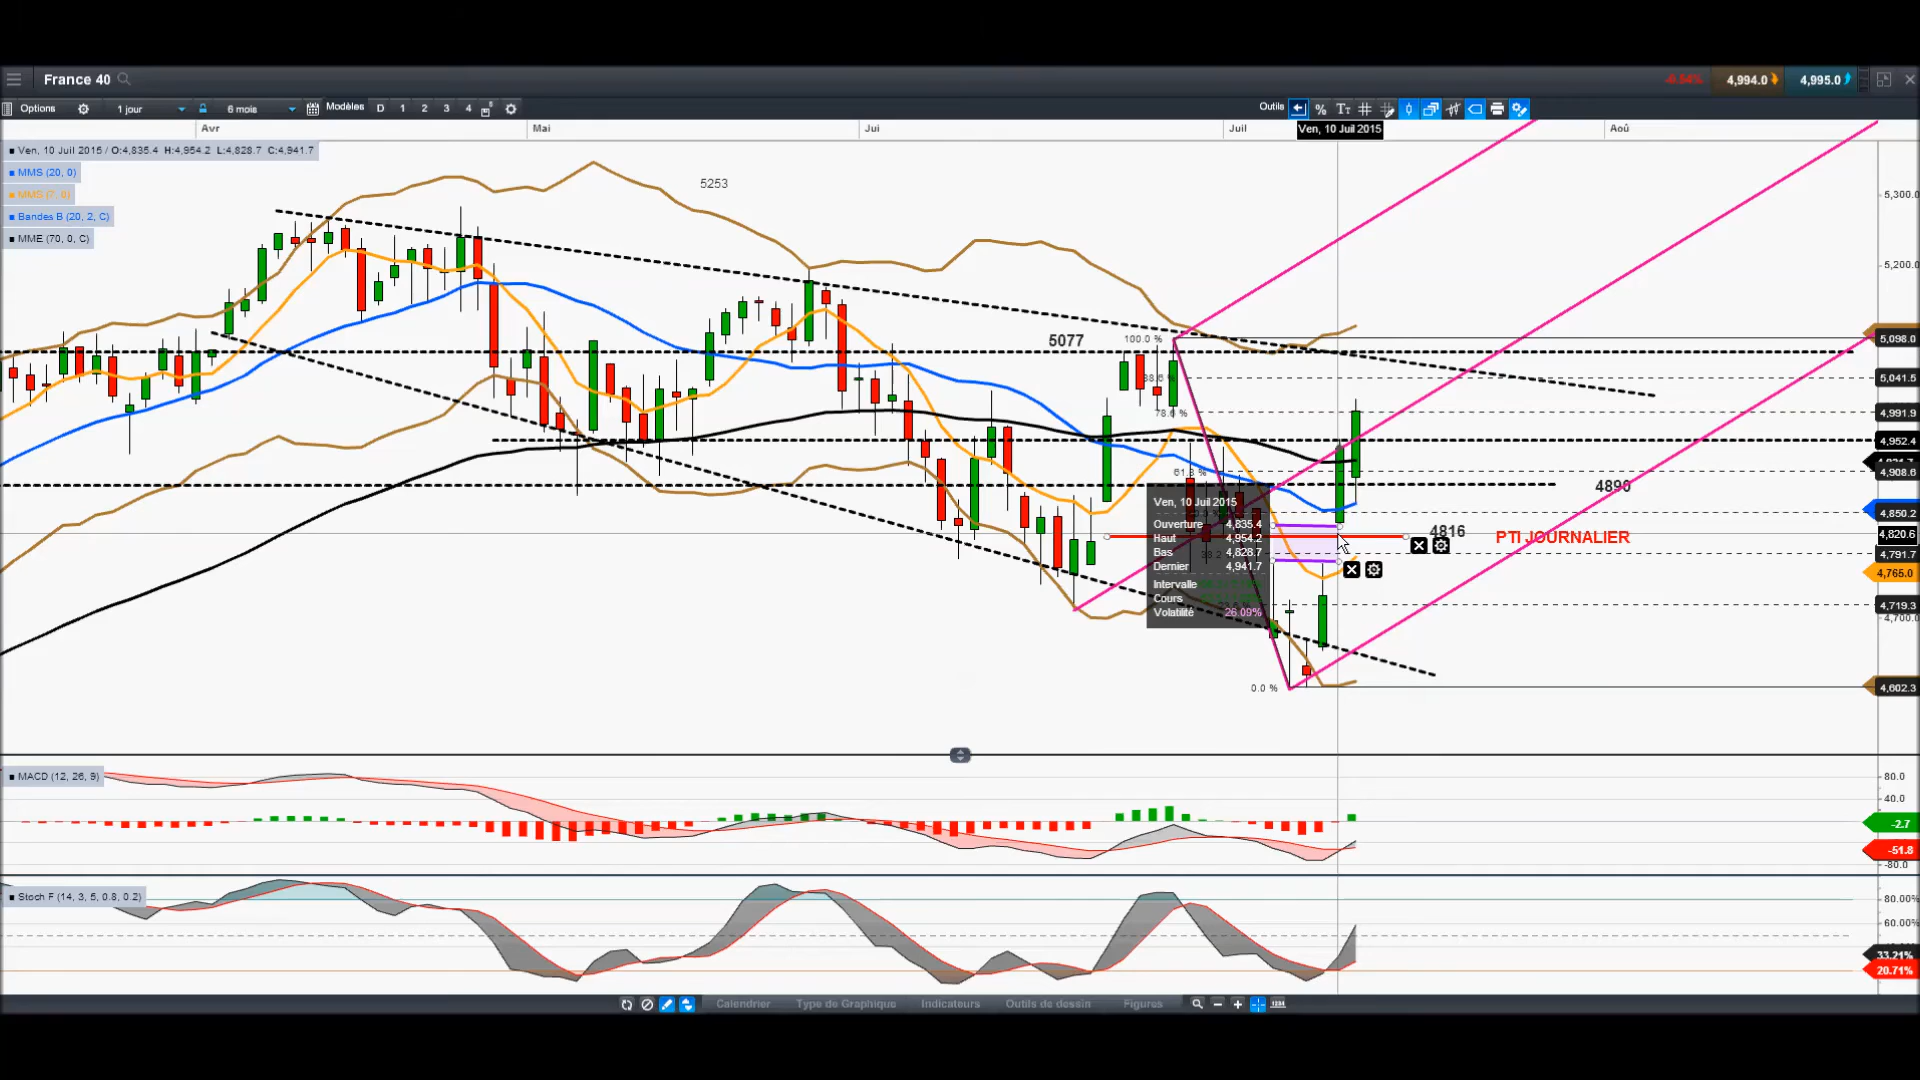 France 40
-0.54% 4,994.0 4,995.0
Options 1 jour 6 mois Modèles D 1 2 3 4
Outils % TT
Ven, 10 Juil 2015
Avr Mai Jui Juil Aoû
Ven, 10 Juil 2015 / O:4,835.4 H:4,954.2 L:4,828.7 C:4,941.7
MMS (20, 0)
MMS (7, 0)
Bandes B (20, 2, C)
MME (70, 0, C)
5253
5,300.0
5,200.0
5077
100.0 %
5,098.0
88.6 %
5,041.5
78.6 %
4,991.9
4,952.4
61.8 %
4,908.6
4890
4,850.2
4816
PTI JOURNALIER
4,820.6
4,791.7
4,765.0
4,719.3
4,700.0
0.0 %
4,602.3
Ven, 10 Juil 2015
Ouverture 4,835.4
Haut 4,954.2
Bas 4,828.7
Dernier 4,941.7
Intervalle
Cours
Volatilité 26.09%
MACD (12, 26, 9)
80.0
40.0
-2.7
-51.8
-80.0
Stoch F (14, 3, 5, 0.8, 0.2)
80.00%
60.00%
33.21%
20.71%
Calendrier Type de Graphique Indicateurs Outils de dessin Figures